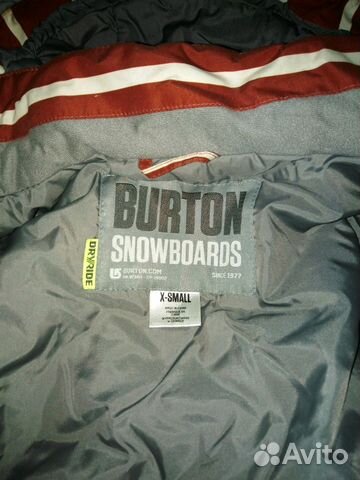 BURTON
SNOWBOARDS
BURTON.COM
SINCE 1977
DRYRIDE
X-SMALL
Avito